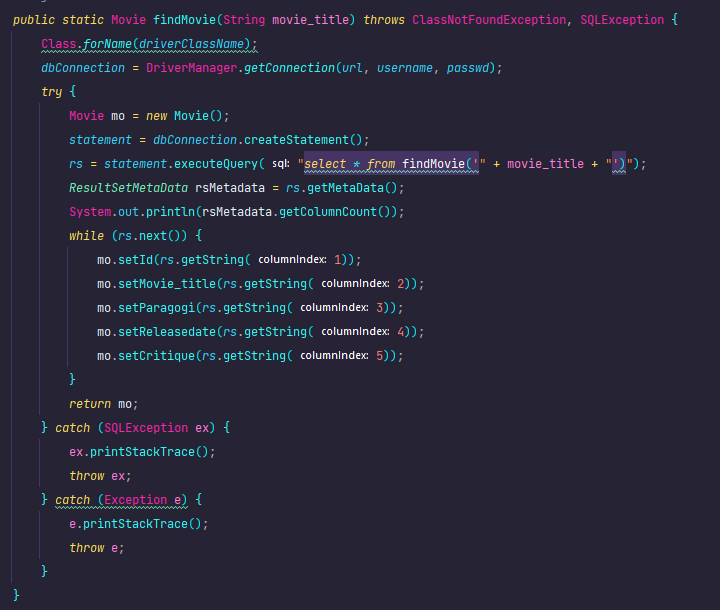 public static Movie findMovie(String movie_title) throws ClassNotFoundException, SQLException {
Class.forName(driverClassName);
dbConnection = DriverManager.getConnection(url, username, passwd);
try {
Movie mo = new Movie();
statement = dbConnection.createStatement();
rs = statement.executeQuery( sql: "select * from findMovie('" + movie_title + "')");
ResultSetMetaData rsMetadata = rs.getMetaData();
System.out.println(rsMetadata.getColumnCount());
while (rs.next()) {
mo.setId(rs.getString( columnIndex: 1));
mo.setMovie_title(rs.getString( columnIndex: 2));
mo.setParagogi(rs.getString( columnIndex: 3));
mo.setReleasedate(rs.getString( columnIndex: 4));
mo.setCritique(rs.getString( columnIndex: 5));
}
return mo;
} catch (SQLException ex) {
ex.printStackTrace();
throw ex;
} catch (Exception e) {
e.printStackTrace();
throw e;
}
}